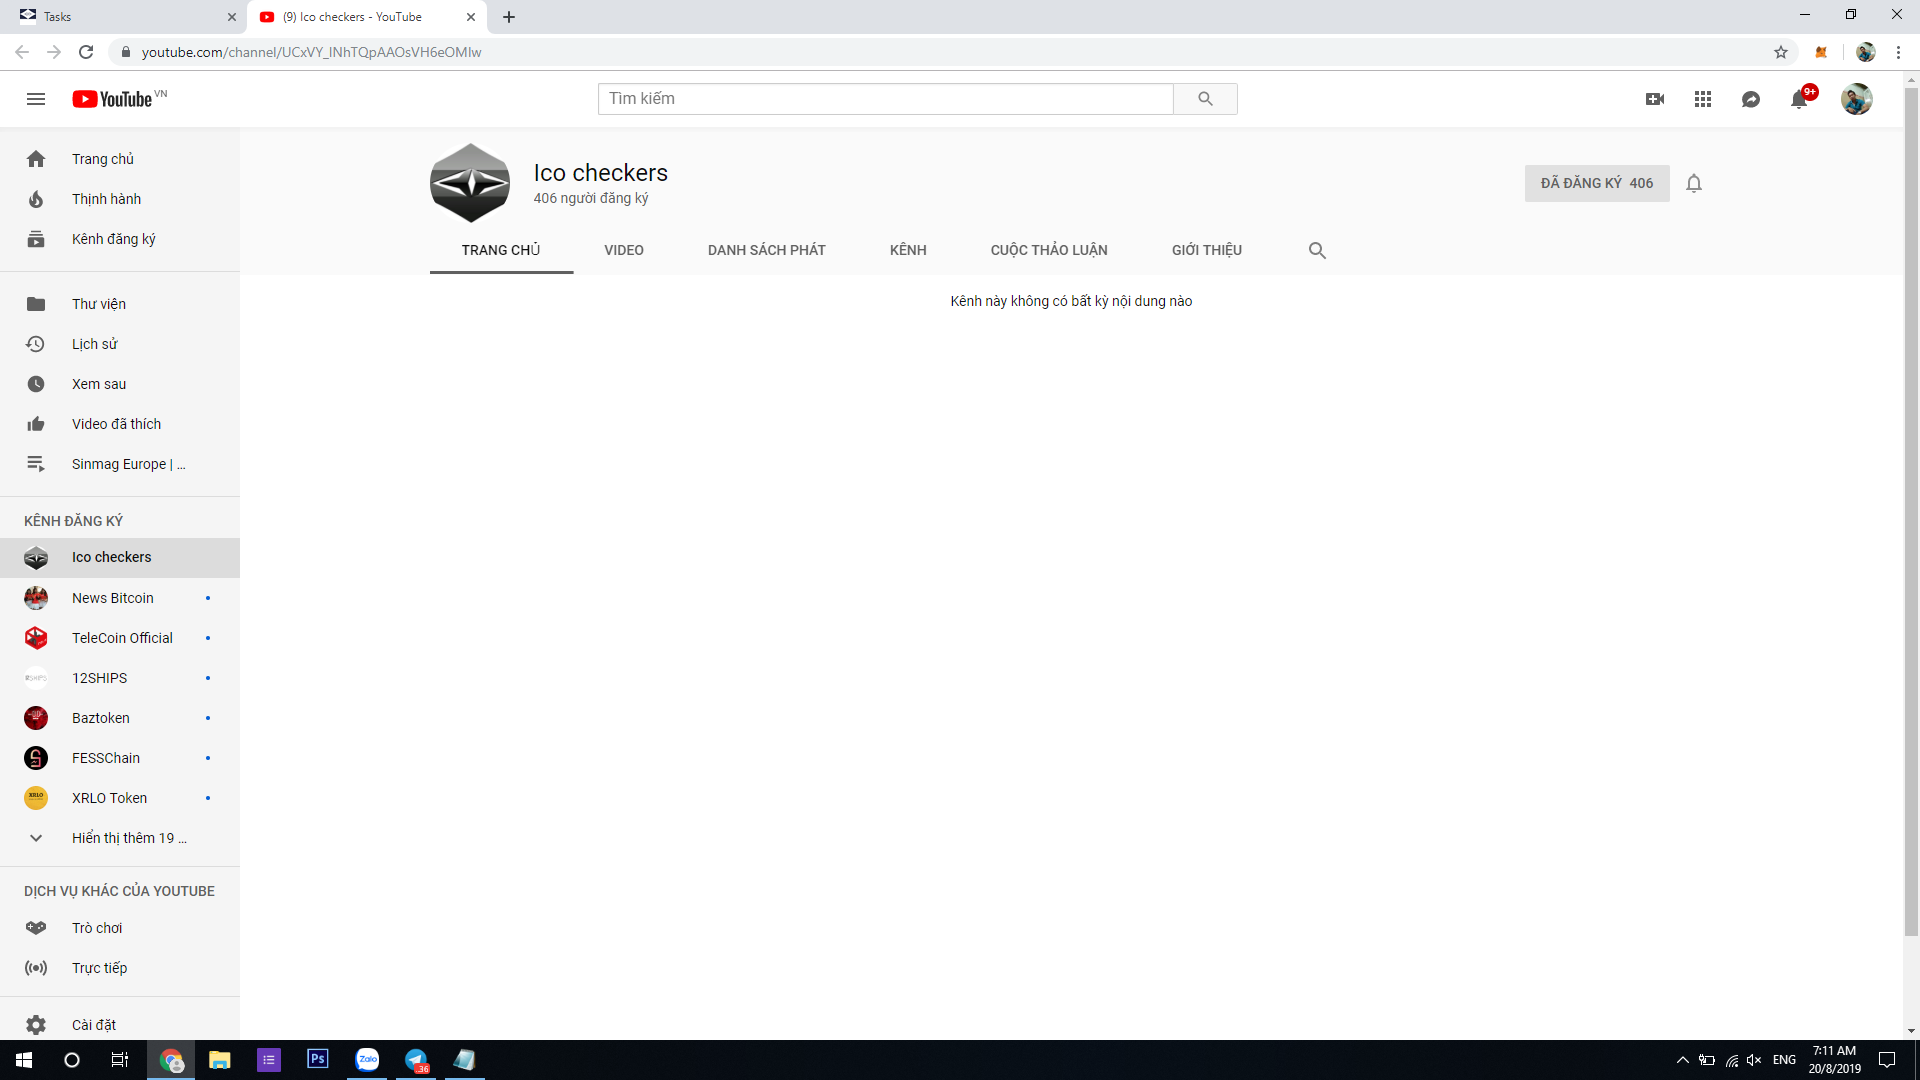 Tasks
(9) Ico checkers - YouTube
youtube.com/channel/UCxVY_lNhTQpAAOsVH6eOMIw
YouTube VN
Tìm kiếm
9+
Trang chủ
Thịnh hành
Kênh đăng ký
Thư viện
Lịch sử
Xem sau
Video đã thích
Sinmag Europe | ...
KÊNH ĐĂNG KÝ
Ico checkers
News Bitcoin
TeleCoin Official
12SHIPS
Baztoken
FESSChain
XRLO Token
Hiển thị thêm 19 ...
DỊCH VỤ KHÁC CỦA YOUTUBE
Trò chơi
Trực tiếp
Cài đặt
Ico checkers
406 người đăng ký
ĐÃ ĐĂNG KÝ 406
TRANG CHỦ VIDEO DANH SÁCH PHÁT KÊNH CUỘC THẢO LUẬN GIỚI THIỆU
Kênh này không có bất kỳ nội dung nào
Ps
Zalo
36
ENG
7:11 AM
20/8/2019